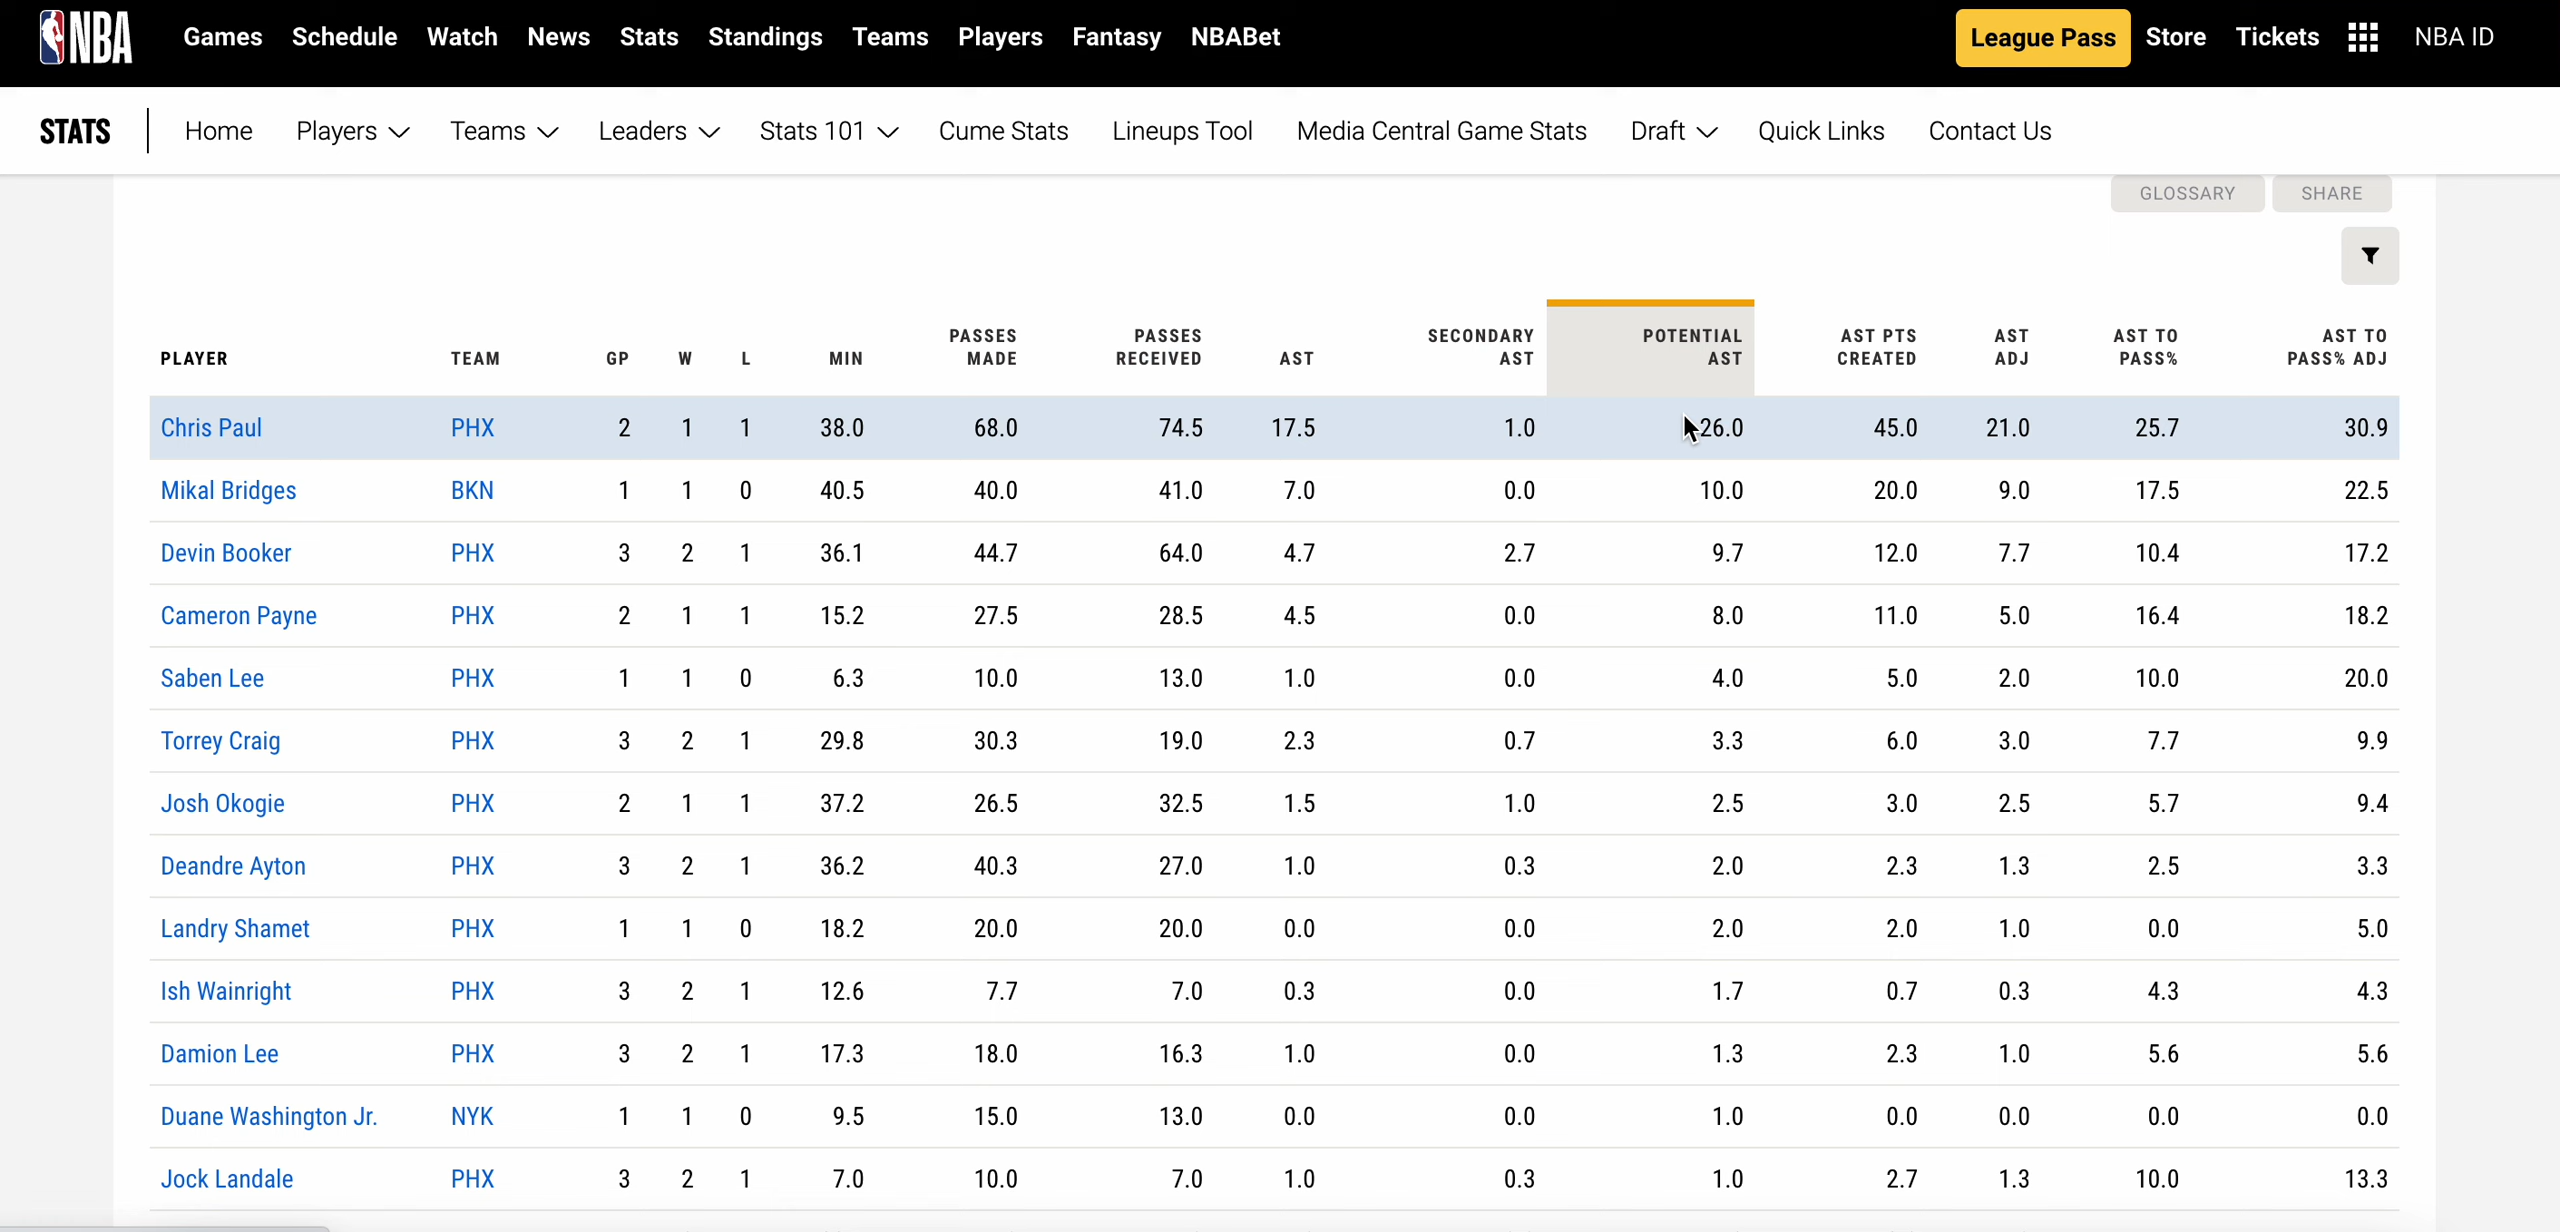 NBA Games Schedule Watch News Stats Standings Teams Players Fantasy NBABet League Pass Store Tickets NBA ID
STATS Home Players Teams Leaders Stats 101 Cume Stats Lineups Tool Media Central Game Stats Draft Quick Links Contact Us
GLOSSARY SHARE
PLAYER TEAM GP W L MIN PASSES MADE PASSES RECEIVED AST SECONDARY AST POTENTIAL AST AST PTS CREATED AST ADJ AST TO PASS% AST TO PASS% ADJ
Chris Paul PHX 2 1 1 38.0 68.0 74.5 17.5 1.0 26.0 45.0 21.0 25.7 30.9
Mikal Bridges BKN 1 1 0 40.5 40.0 41.0 7.0 0.0 10.0 20.0 9.0 17.5 22.5
Devin Booker PHX 3 2 1 36.1 44.7 64.0 4.7 2.7 9.7 12.0 7.7 10.4 17.2
Cameron Payne PHX 2 1 1 15.2 27.5 28.5 4.5 0.0 8.0 11.0 5.0 16.4 18.2
Saben Lee PHX 1 1 0 6.3 10.0 13.0 1.0 0.0 4.0 5.0 2.0 10.0 20.0
Torrey Craig PHX 3 2 1 29.8 30.3 19.0 2.3 0.7 3.3 6.0 3.0 7.7 9.9
Josh Okogie PHX 2 1 1 37.2 26.5 32.5 1.5 1.0 2.5 3.0 2.5 5.7 9.4
Deandre Ayton PHX 3 2 1 36.2 40.3 27.0 1.0 0.3 2.0 2.3 1.3 2.5 3.3
Landry Shamet PHX 1 1 0 18.2 20.0 20.0 0.0 0.0 2.0 2.0 1.0 0.0 5.0
Ish Wainright PHX 3 2 1 12.6 7.7 7.0 0.3 0.0 1.7 0.7 0.3 4.3 4.3
Damion Lee PHX 3 2 1 17.3 18.0 16.3 1.0 0.0 1.3 2.3 1.0 5.6 5.6
Duane Washington Jr. NYK 1 1 0 9.5 15.0 13.0 0.0 0.0 1.0 0.0 0.0 0.0 0.0
Jock Landale PHX 3 2 1 7.0 10.0 7.0 1.0 0.3 1.0 2.7 1.3 10.0 13.3